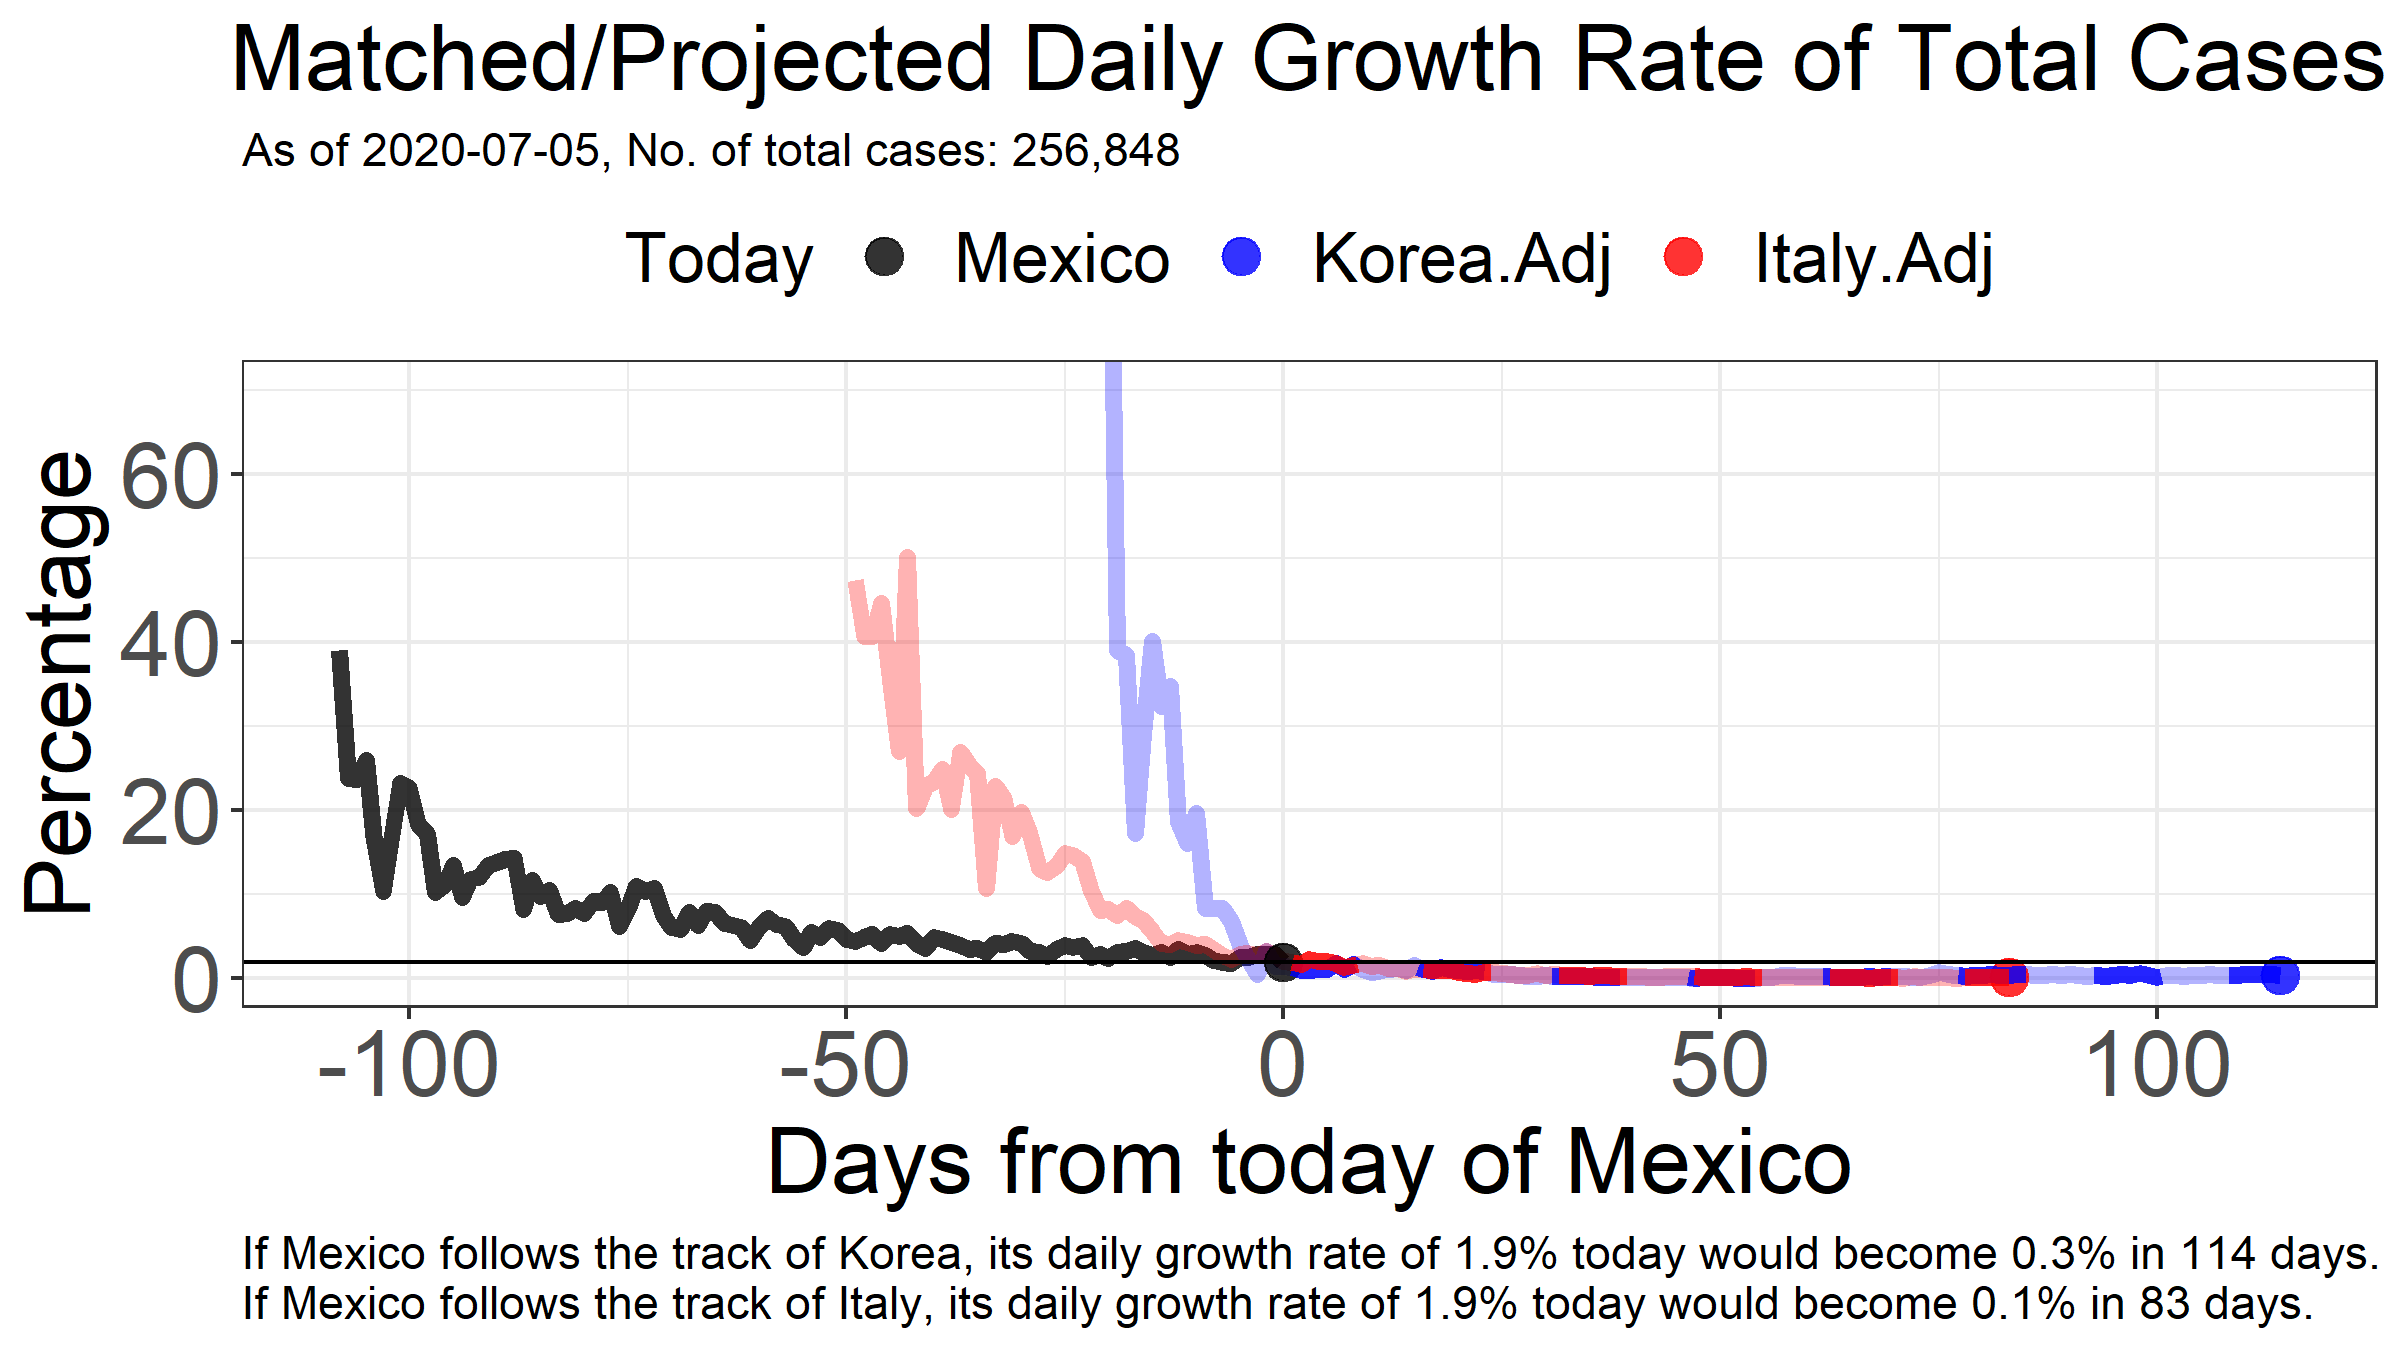 Matched/Projected Daily Growth Rate of Total Cases
As of 2020-07-05, No. of total cases: 256,848
Today Mexico Korea.Adj Italy.Adj
Percentage
60
40
20
0
-100 -50 0 50 100
Days from today of Mexico
If Mexico follows the track of Korea, its daily growth rate of 1.9% today would become 0.3% in 114 days.
If Mexico follows the track of Italy, its daily growth rate of 1.9% today would become 0.1% in 83 days.